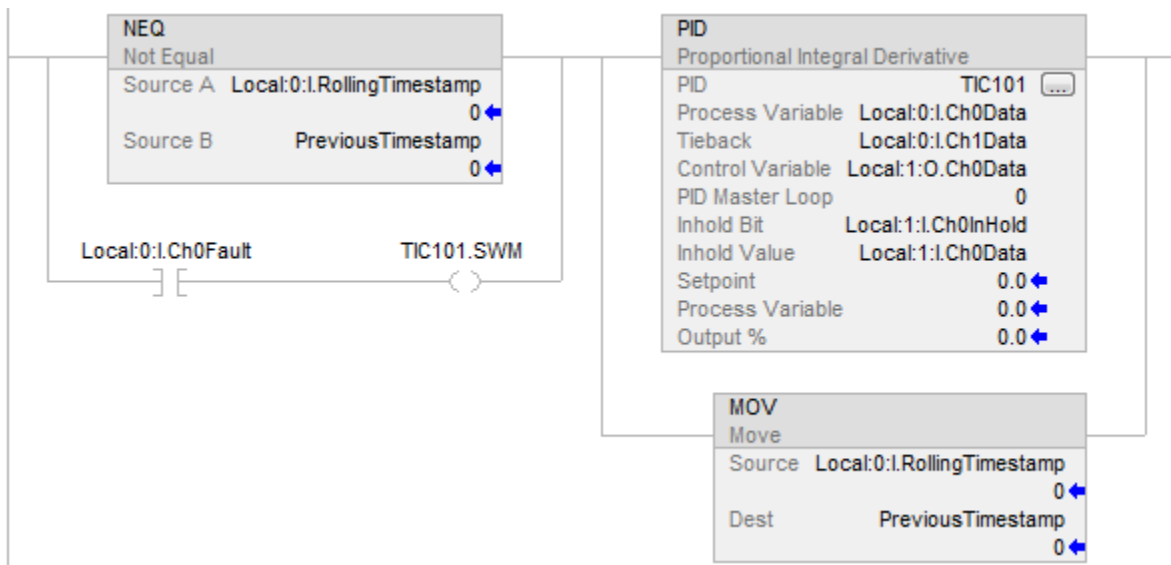 NEQ
Not Equal
Source A Local:0:I.RollingTimestamp
0
Source B PreviousTimestamp
0
Local:0:I.Ch0Fault TIC101.SWM
PID
Proportional Integral Derivative
PID TIC101 ...
Process Variable Local:0:I.Ch0Data
Tieback Local:0:I.Ch1Data
Control Variable Local:1:O.Ch0Data
PID Master Loop 0
Inhold Bit Local:1:I.Ch0InHold
Inhold Value Local:1:I.Ch0Data
Setpoint 0.0
Process Variable 0.0
Output % 0.0
MOV
Move
Source Local:0:I.RollingTimestamp
0
Dest PreviousTimestamp
0